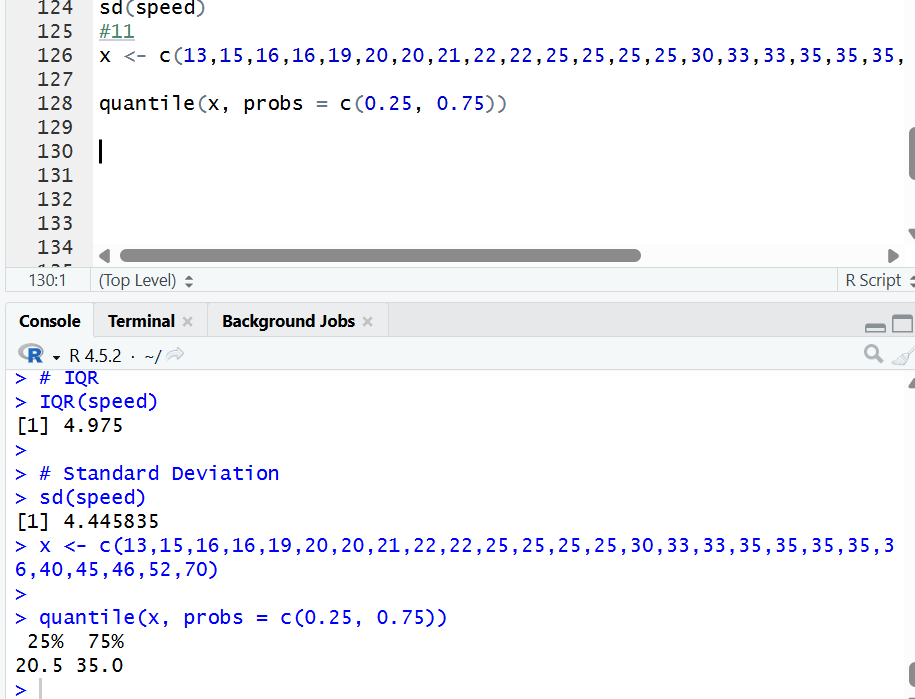 124 sd(speed)
125 #11
126 x <- c(13,15,16,16,19,20,20,21,22,22,25,25,25,25,30,33,33,35,35,35,
127
128 quantile(x, probs = c(0.25, 0.75))
129
130
131
132
133
134
130:1 (Top Level) R Script
Console Terminal Background Jobs
R R 4.5.2 · ~/
> # IQR
> IQR(speed)
[1] 4.975
>
> # Standard Deviation
> sd(speed)
[1] 4.445835
> x <- c(13,15,16,16,19,20,20,21,22,22,25,25,25,25,30,33,33,35,35,35,35,3
6,40,45,46,52,70)
>
> quantile(x, probs = c(0.25, 0.75))
25% 75%
20.5 35.0
>